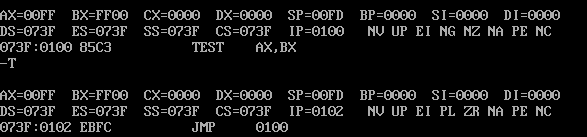 AX=00FF  BX=FF00  CX=0000  DX=0000  SP=00FD  BP=0000  SI=0000  DI=0000
DS=073F  ES=073F  SS=073F  CS=073F  IP=0100   NV UP EI NG NZ NA PE NC
073F:0100 85C3          TEST    AX,BX
-T
AX=00FF  BX=FF00  CX=0000  DX=0000  SP=00FD  BP=0000  SI=0000  DI=0000
DS=073F  ES=073F  SS=073F  CS=073F  IP=0102   NV UP EI PL ZR NA PE NC
073F:0102 EBFC          JMP     0100